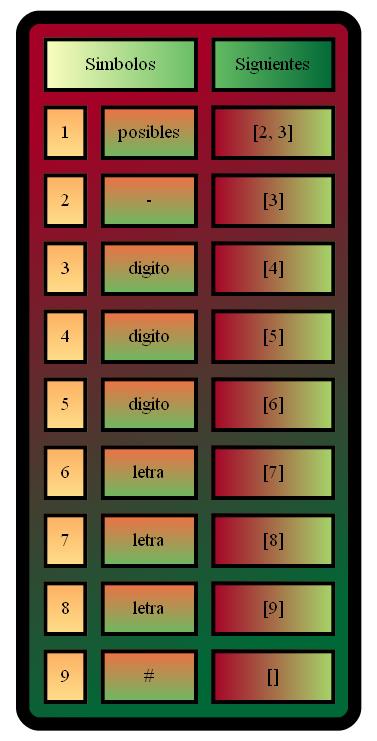 Simbolos Siguientes
1 posibles [2, 3]
2 - [3]
3 digito [4]
4 digito [5]
5 digito [6]
6 letra [7]
7 letra [8]
8 letra [9]
9 # []